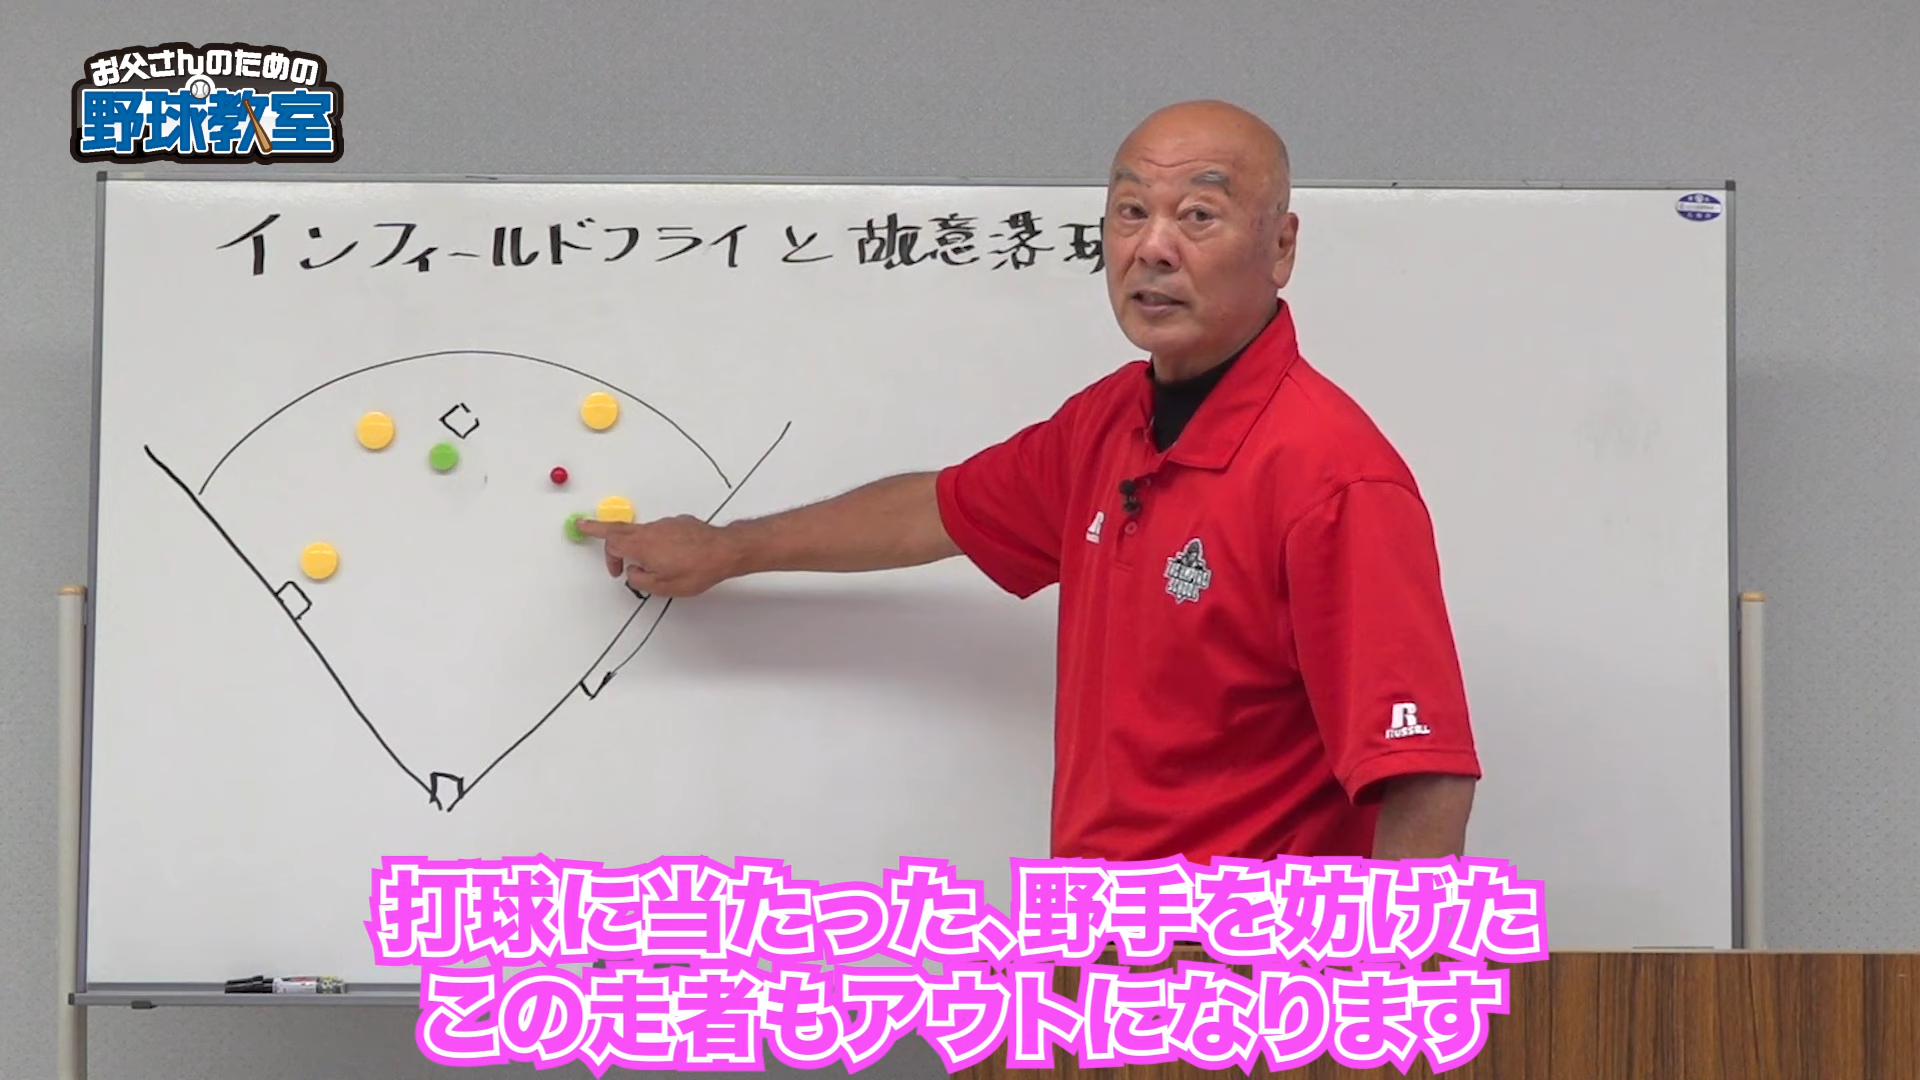 お父さんのための
野球教室
インフィールドフライと故意落球
R
RUSSELL
打球に当たった、野手を妨げた
この走者もアウトになります